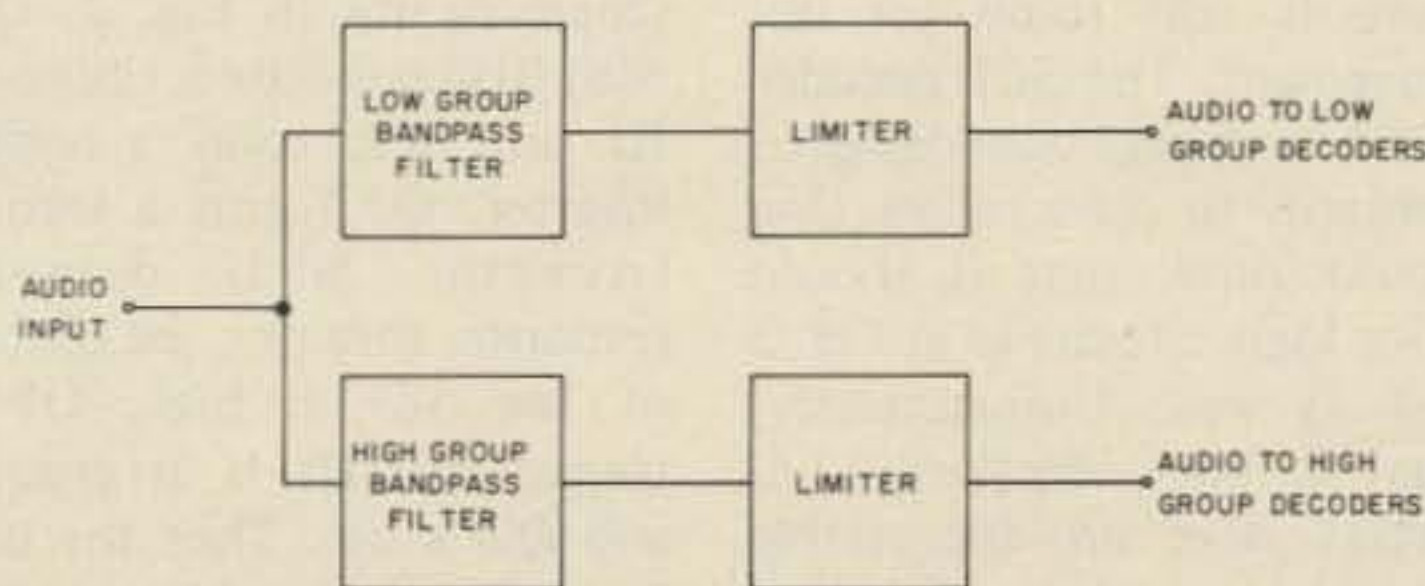 LOW GROUP
BANDPASS
FILTER
LIMITER
AUDIO TO LOW
GROUP DECODERS
AUDIO
INPUT
HIGH GROUP
BANDPASS
FILTER
LIMITER
AUDIO TO HIGH
GROUP DECODERS